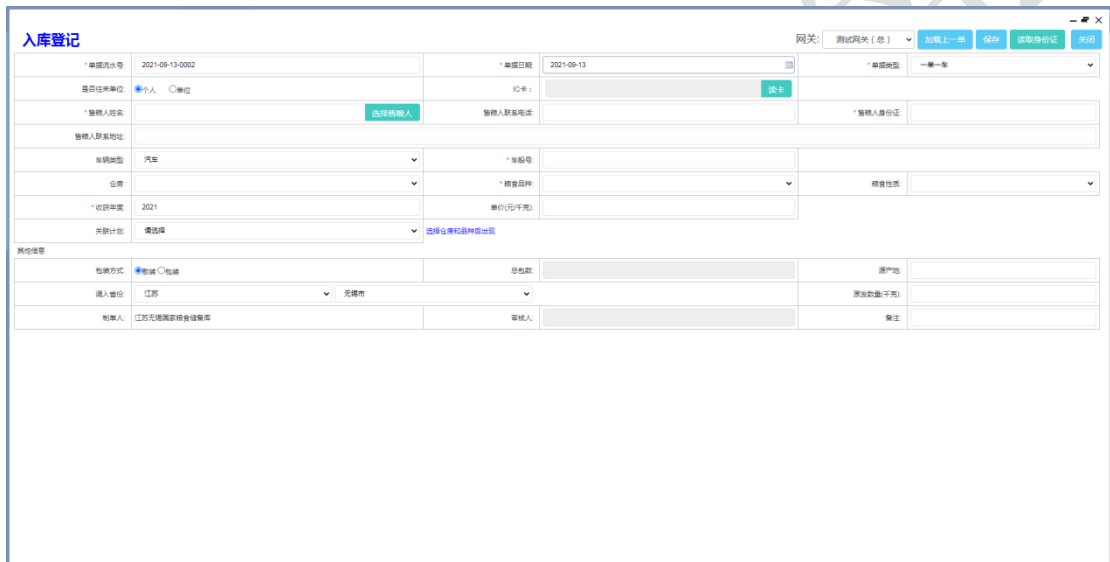 入库登记 网关: 测试网关（总） 加载上一单 保存 读取身份证 关闭
*单据流水号: 2021-09-13-0002 *单据日期: 2021-09-13 *单据类型: 一单一车
是否往来单位: 个人 单位 IC卡: 读卡
*售粮人姓名: 选择售粮人 售粮人联系电话: *售粮人身份证:
售粮人联系地址:
车辆类型: 汽车 *车船号:
仓房: *粮食品种: 粮食性质:
*收获年度: 2021 单价(元/千克):
关联计划: 请选择 选择仓房和品种后出现
其他信息
包装方式: 散装 包装 总包数: 源产地:
调入省份: 江苏 无锡市 原发数量(千克):
制单人: 江苏无锡国家粮食储备库 审核人: 备注: